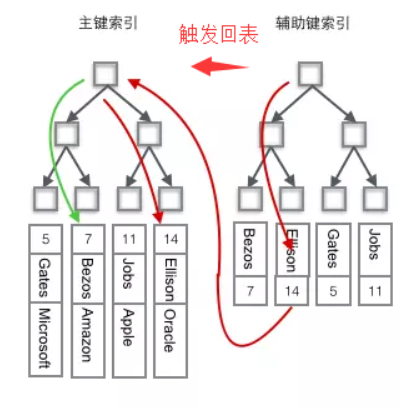 主键索引
触发回表
辅助键索引
5
Gates
Microsoft
7
Bezos
Amazon
11
Jobs
Apple
14
Ellison
Oracle
Bezos
7
Ellison
14
Gates
5
Jobs
11